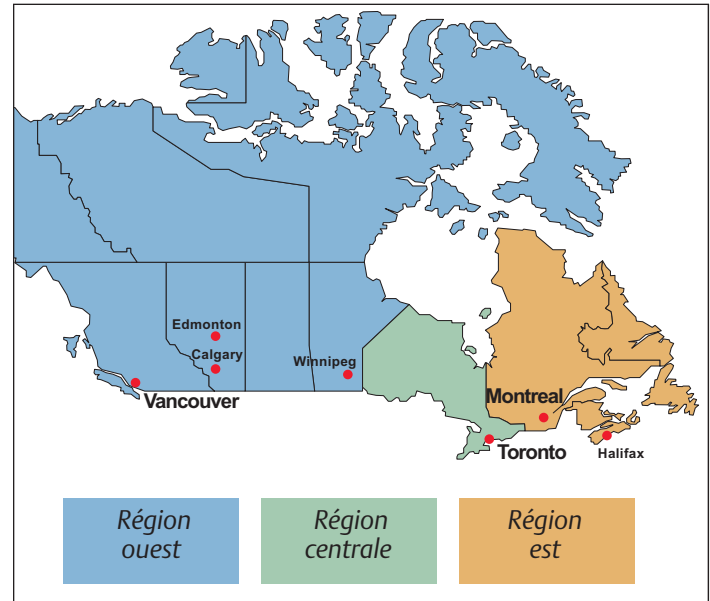 Edmonton
Calgary
Winnipeg
Vancouver
Montreal
Toronto
Halifax
Région
ouest
Région
centrale
Région
est